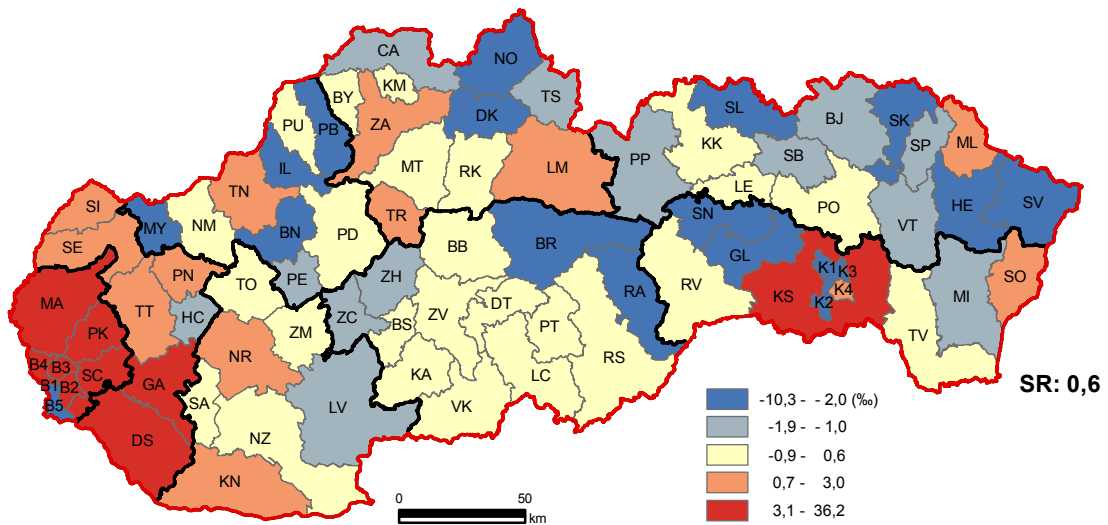 CA
NO
BY
KM
TS
PU
PB
ZA
DK
SL
BJ
SK
SP
ML
IL
MT
RK
LM
PP
KK
SB
TN
LE
PO
HE
SV
SI
MY
NM
BN
PD
TR
BB
BR
SN
VT
SE
GL
PN
PE
ZH
RV
K1
K3
SO
MA
TT
TO
RA
KS
K4
K2
MI
PK
HC
ZM
ZC
BS
ZV
DT
PT
TV
B4
B3
SC
GA
NR
RS
B1
B2
B5
SA
LV
KA
LC
SR: 0,6
DS
NZ
VK
KN
-10,3 - - 2,0 (‰)
-1,9 - - 1,0
-0,9 - 0,6
0,7 - 3,0
3,1 - 36,2
0
50
km